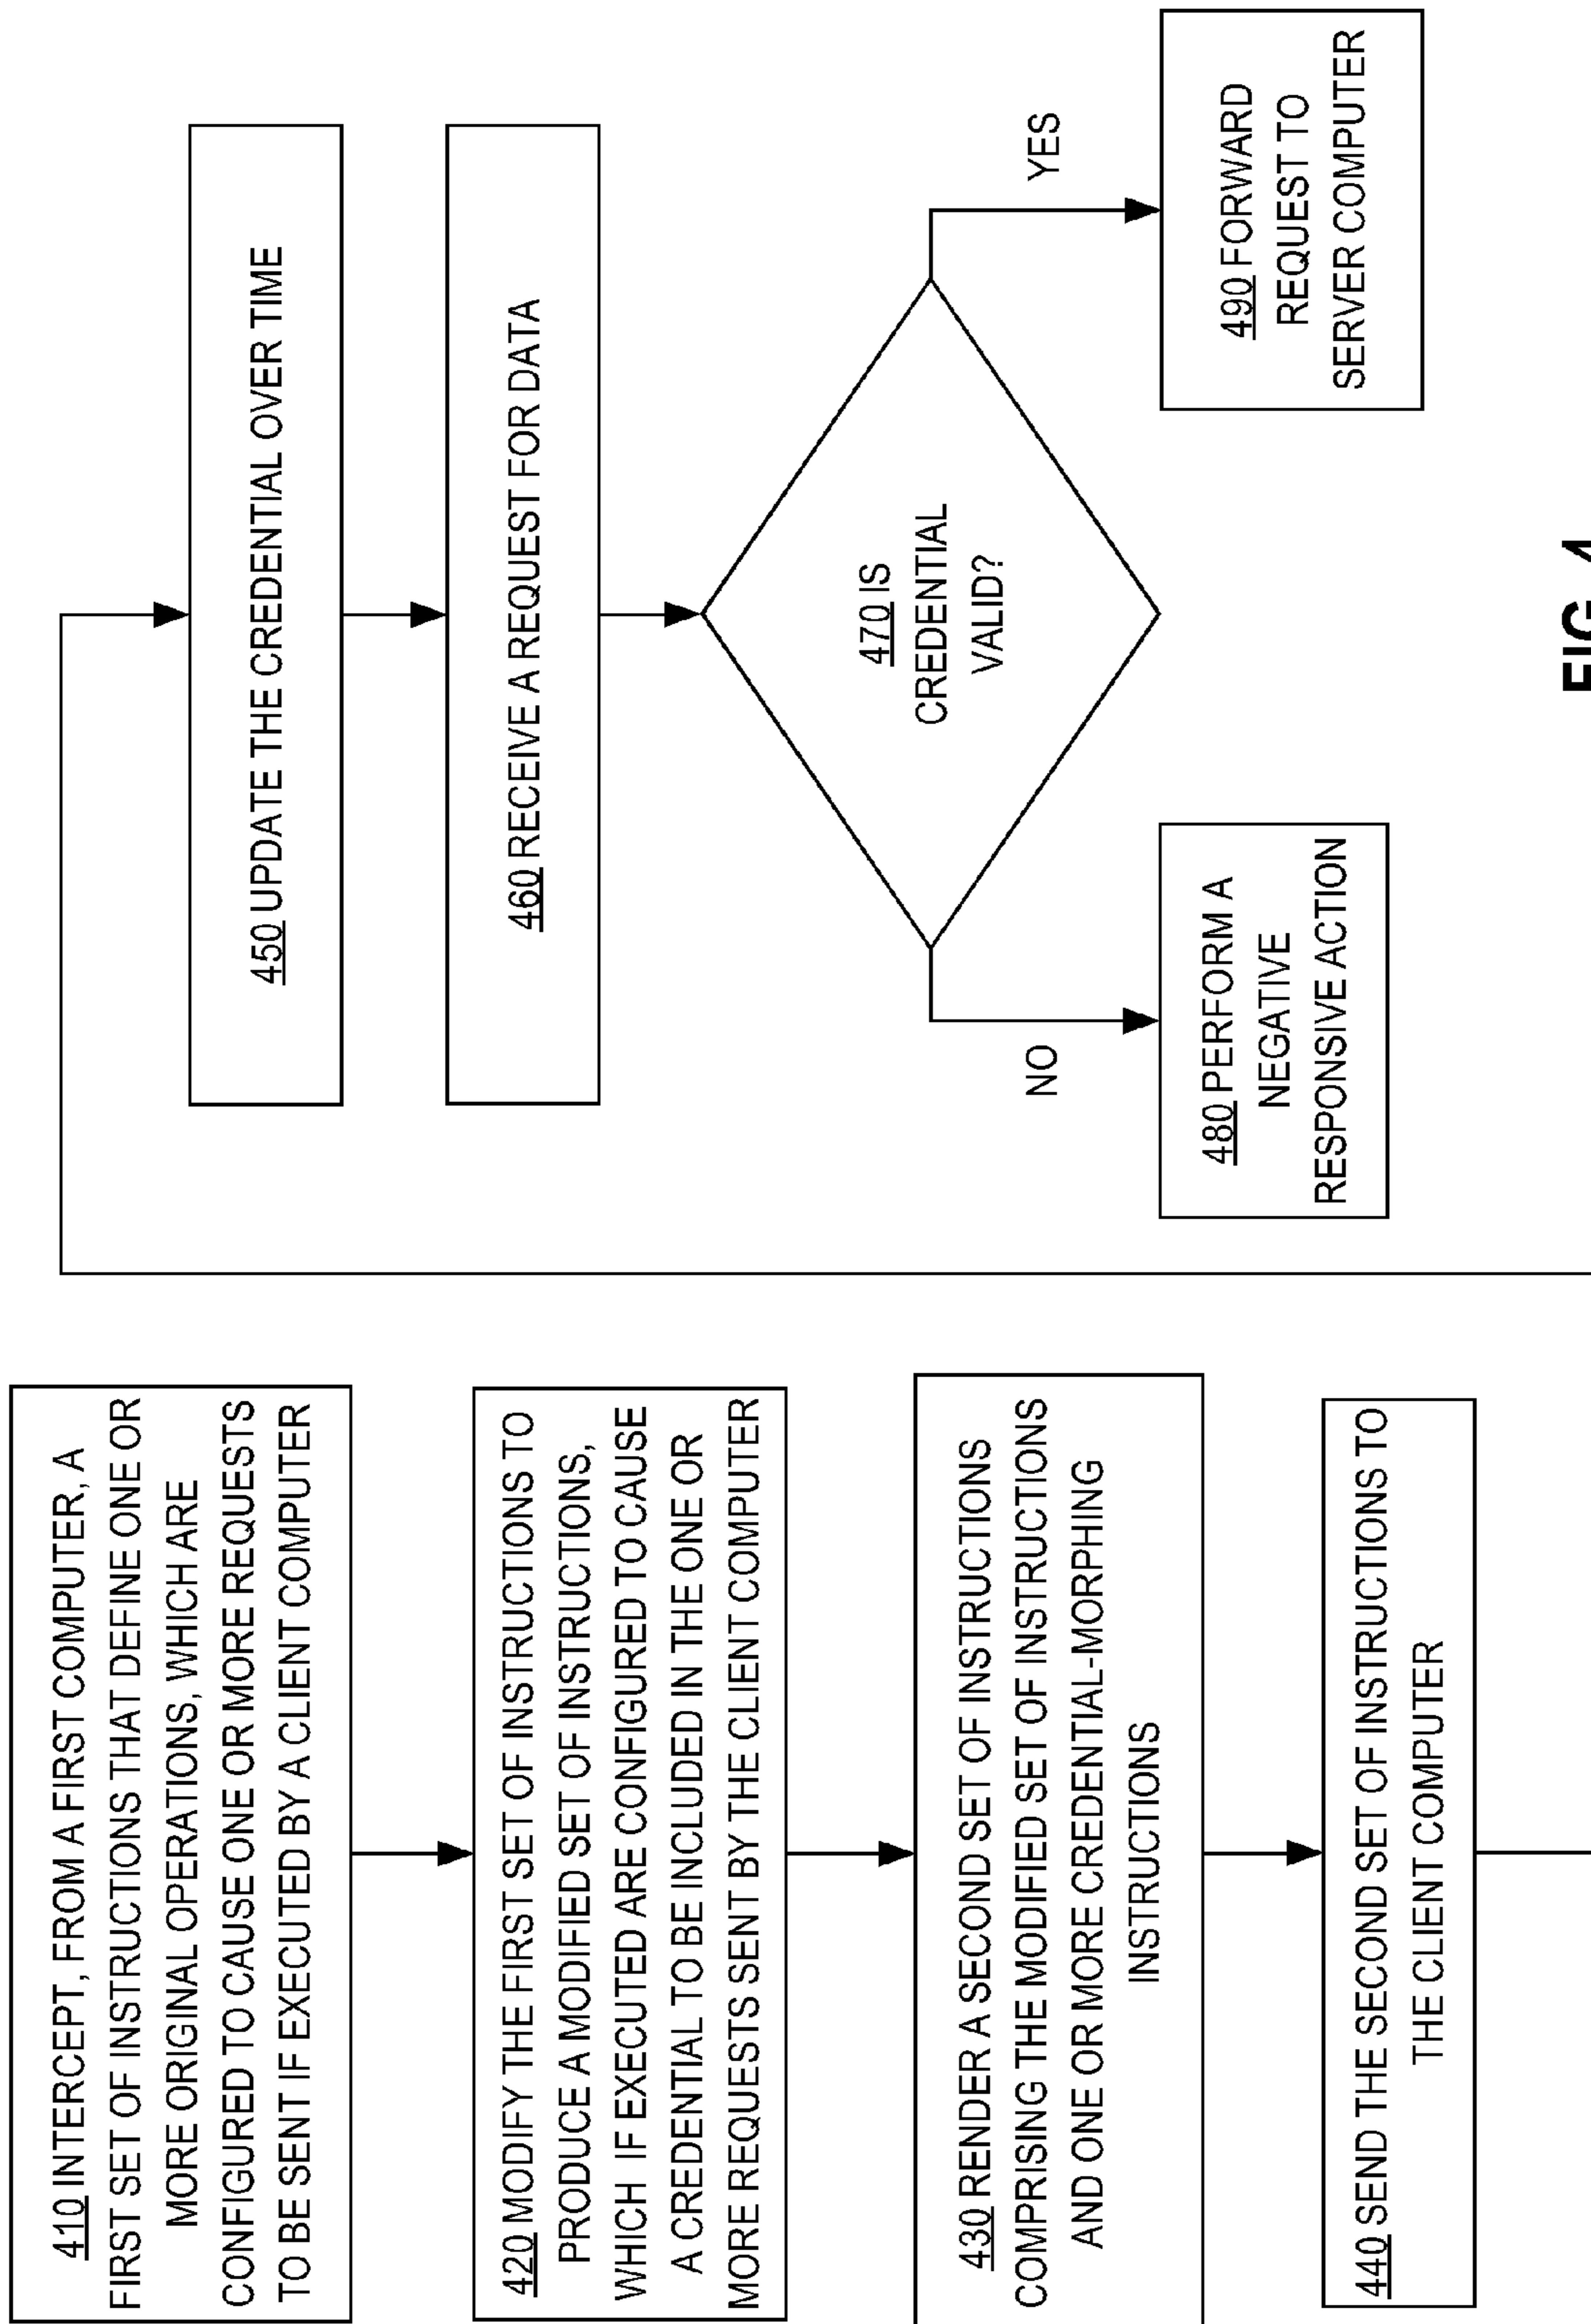 410 INTERCEPT, FROM A FIRST COMPUTER, A
FIRST SET OF INSTRUCTIONS THAT DEFINE ONE OR
MORE ORIGINAL OPERATIONS, WHICH ARE
CONFIGURED TO CAUSE ONE OR MORE REQUESTS
TO BE SENT IF EXECUTED BY A CLIENT COMPUTER
420 MODIFY THE FIRST SET OF INSTRUCTIONS TO
PRODUCE A MODIFIED SET OF INSTRUCTIONS,
WHICH IF EXECUTED ARE CONFIGURED TO CAUSE
A CREDENTIAL TO BE INCLUDED IN THE ONE OR
MORE REQUESTS SENT BY THE CLIENT COMPUTER
430 RENDER A SECOND SET OF INSTRUCTIONS
COMPRISING THE MODIFIED SET OF INSTRUCTIONS
AND ONE OR MORE CREDENTIAL-MORPHING
INSTRUCTIONS
440 SEND THE SECOND SET OF INSTRUCTIONS TO
THE CLIENT COMPUTER
450 UPDATE THE CREDENTIAL OVER TIME
460 RECEIVE A REQUEST FOR DATA
470 IS
CREDENTIAL
VALID?
NO
YES
480 PERFORM A
NEGATIVE
RESPONSIVE ACTION
490 FORWARD
REQUEST TO
SERVER COMPUTER
FIG. 4